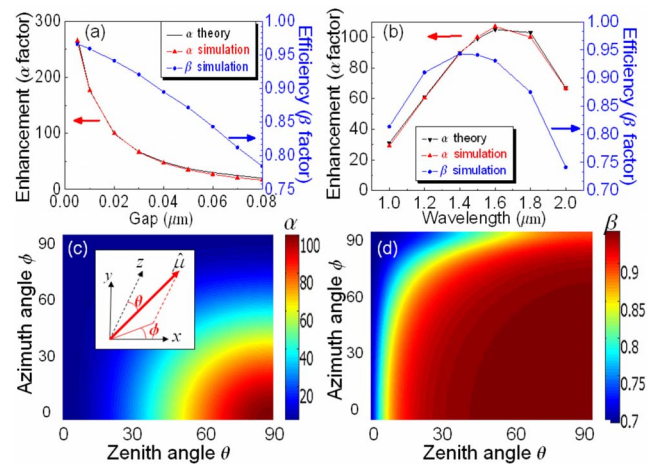 (a)
α theory
α simulation
β simulation
Enhancement (α factor)
300
250
200
150
100
50
0
0.00 0.02 0.04 0.06 0.08
Gap (μm)
1.00
0.95
0.90
0.85
0.80
0.75
Efficiency (β factor)
(b)
α theory
α simulation
β simulation
Enhancement (α factor)
120
100
80
60
40
20
0
1.0 1.2 1.4 1.6 1.8 2.0
Wavelength (μm)
1.00
0.95
0.90
0.85
0.80
0.75
0.70
Efficiency (β factor)
(c)
y
z
μ̂
θ
ϕ
x
Azimuth angle ϕ
90
60
30
0
0 30 60 90
Zenith angle θ
α
100
80
60
40
20
(d)
Azimuth angle ϕ
90
60
30
0
0 30 60 90
Zenith angle θ
β
0.9
0.85
0.8
0.75
0.7